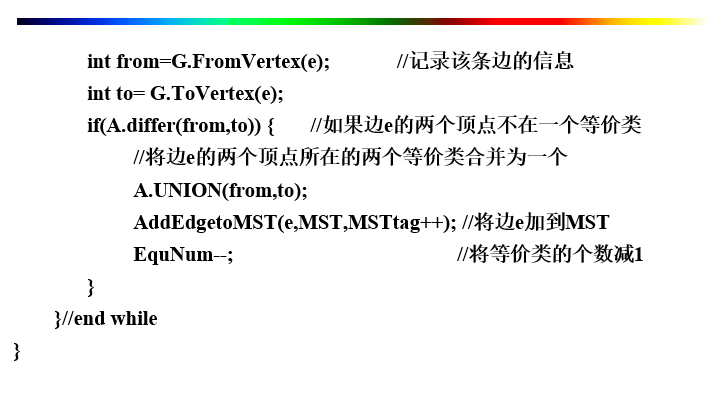 int from=G.FromVertex(e); //记录该条边的信息
int to= G.ToVertex(e);
if(A.differ(from,to)) { //如果边e的两个顶点不在一个等价类
//将边e的两个顶点所在的两个等价类合并为一个
A.UNION(from,to);
AddEdgetoMST(e,MST,MSTtag++); //将边e加到MST
EquNum--; //将等价类的个数减1
}
}//end while
}